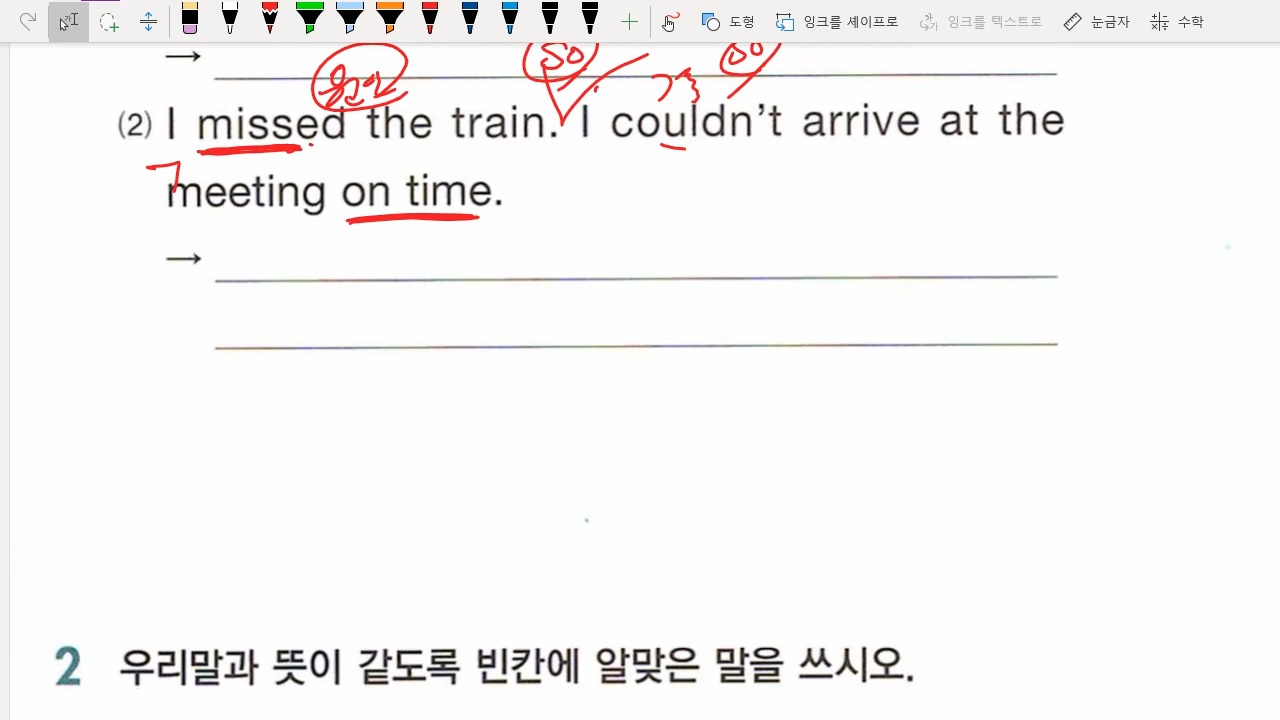 도형 잉크를 셰이프로 잉크를 텍스트로 눈금자 수학
→
원인 so 결과 so
(2) I missed the train. I couldn't arrive at the
meeting on time.
→
2 우리말과 뜻이 같도록 빈칸에 알맞은 말을 쓰시오.